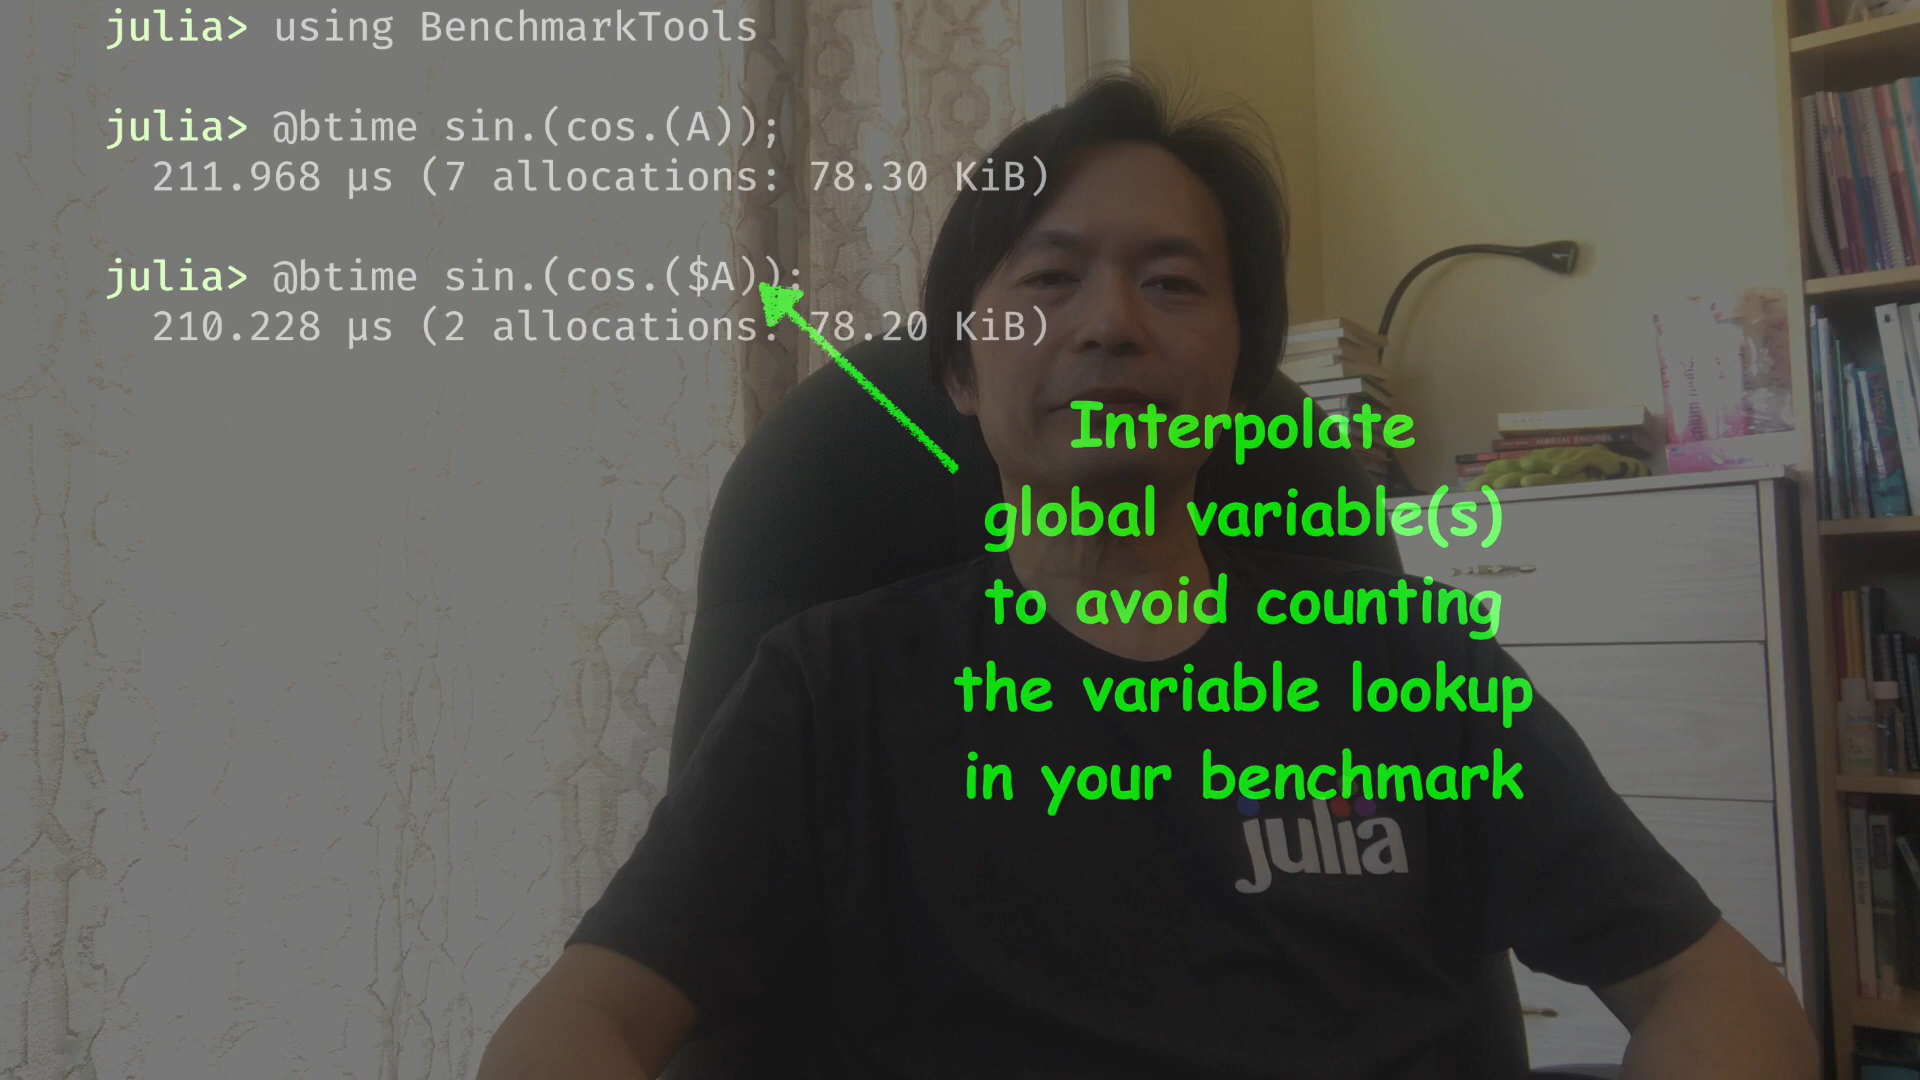 julia> using BenchmarkTools
julia> @btime sin.(cos.(A));
211.968 μs (7 allocations: 78.30 KiB)
julia> @btime sin.(cos.($A));
210.228 μs (2 allocations: 78.20 KiB)
Interpolate
global variable(s)
to avoid counting
the variable lookup
in your benchmark
julia
MORTAL ENGINES